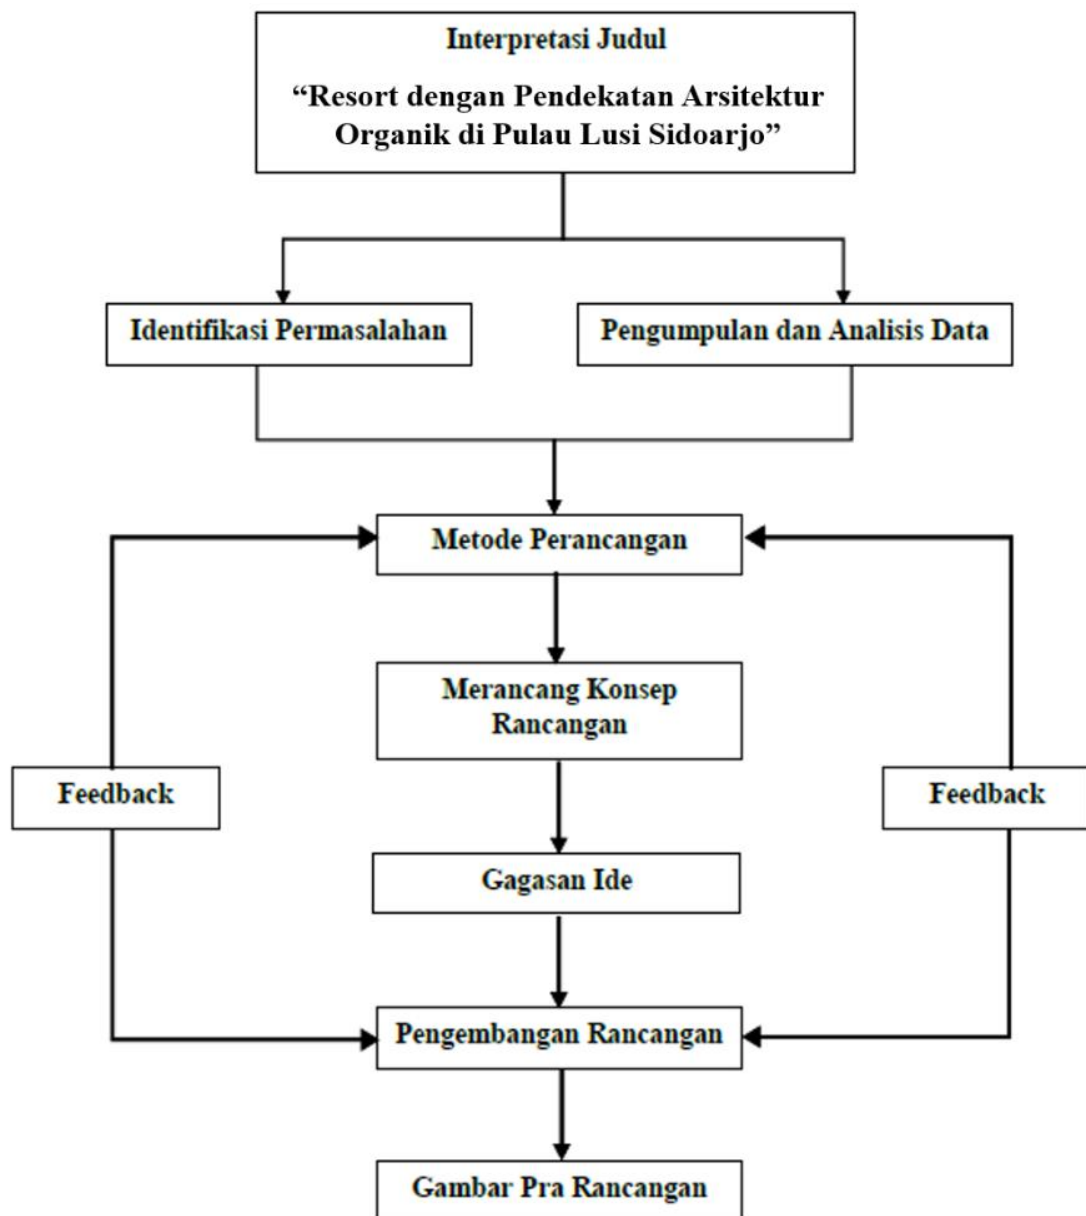 Interpretasi Judul
“Resort dengan Pendekatan Arsitektur
Organik di Pulau Lusi Sidoarjo”
Identifikasi Permasalahan
Pengumpulan dan Analisis Data
Metode Perancangan
Merancang Konsep
Rancangan
Feedback
Feedback
Gagasan Ide
Pengembangan Rancangan
Gambar Pra Rancangan